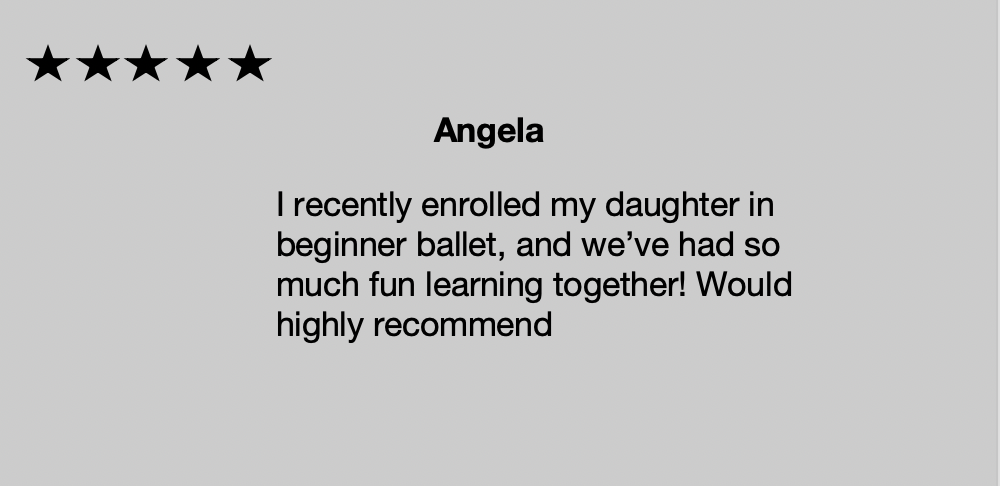 ★★★★★
Angela
I recently enrolled my daughter in
beginner ballet, and we’ve had so
much fun learning together! Would
highly recommend